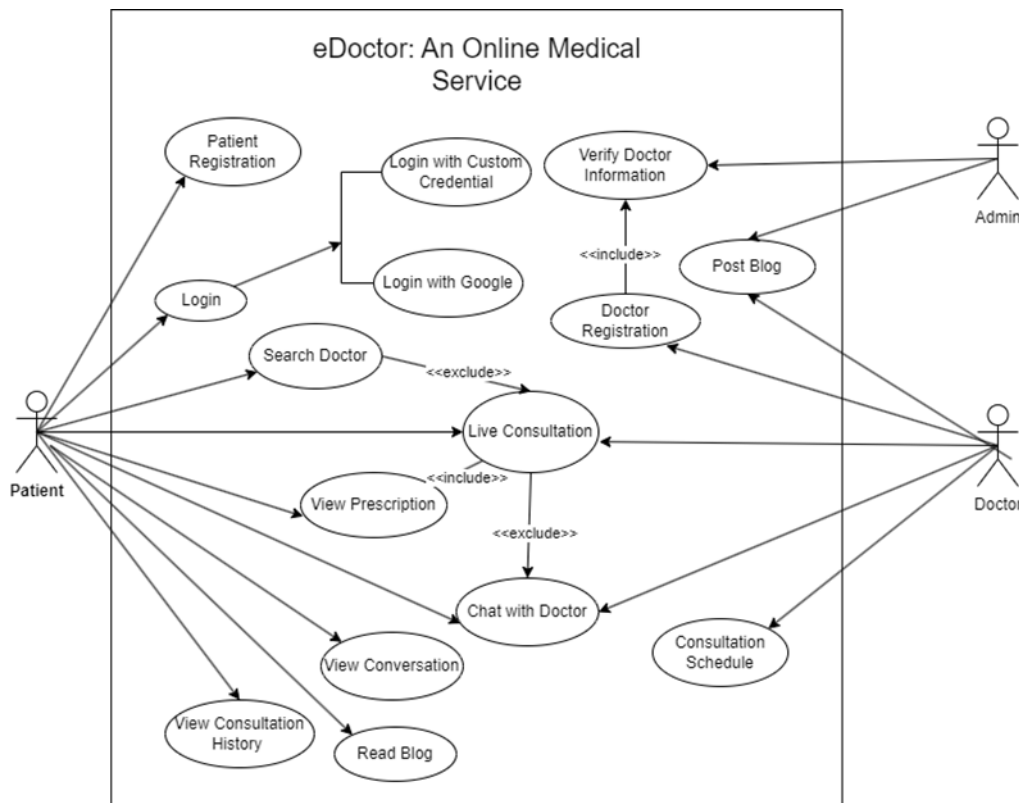 eDoctor: An Online Medical
Service
Patient
Registration
Login with Custom
Credential
Verify Doctor
Information
Admin
<<include>>
Post Blog
Login
Login with Google
Doctor
Registration
Search Doctor
<<exclude>>
Live Consultation
Patient
<<include>>
View Prescription
Doctor
<<exclude>>
Chat with Doctor
Consultation
Schedule
View Conversation
View Consultation
History
Read Blog